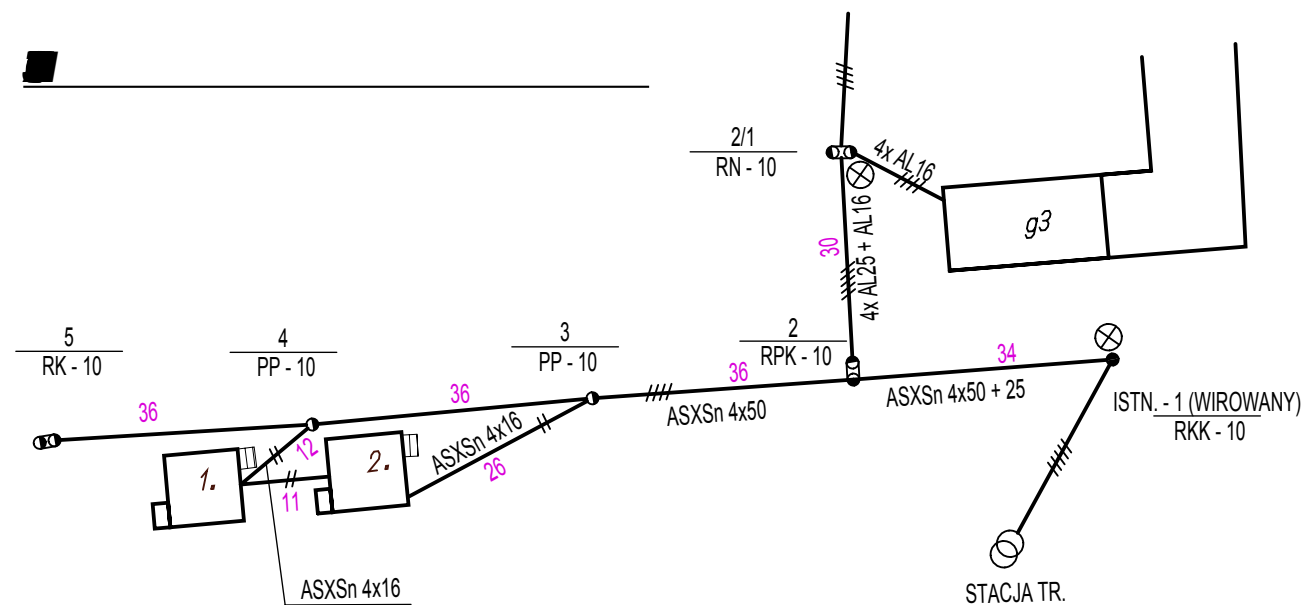 2/1
RN - 10
4x AL16
g3
30
4x AL25 + AL16
5
RK - 10
4
PP - 10
3
PP - 10
2
RPK - 10
36
36
36
34
ASXSn 4x50
ASXSn 4x50 + 25
ISTN. - 1 (WIROWANY)
RKK - 10
12
ASXSn 4x16
26
1.
2.
11
ASXSn 4x16
STACJA TR.